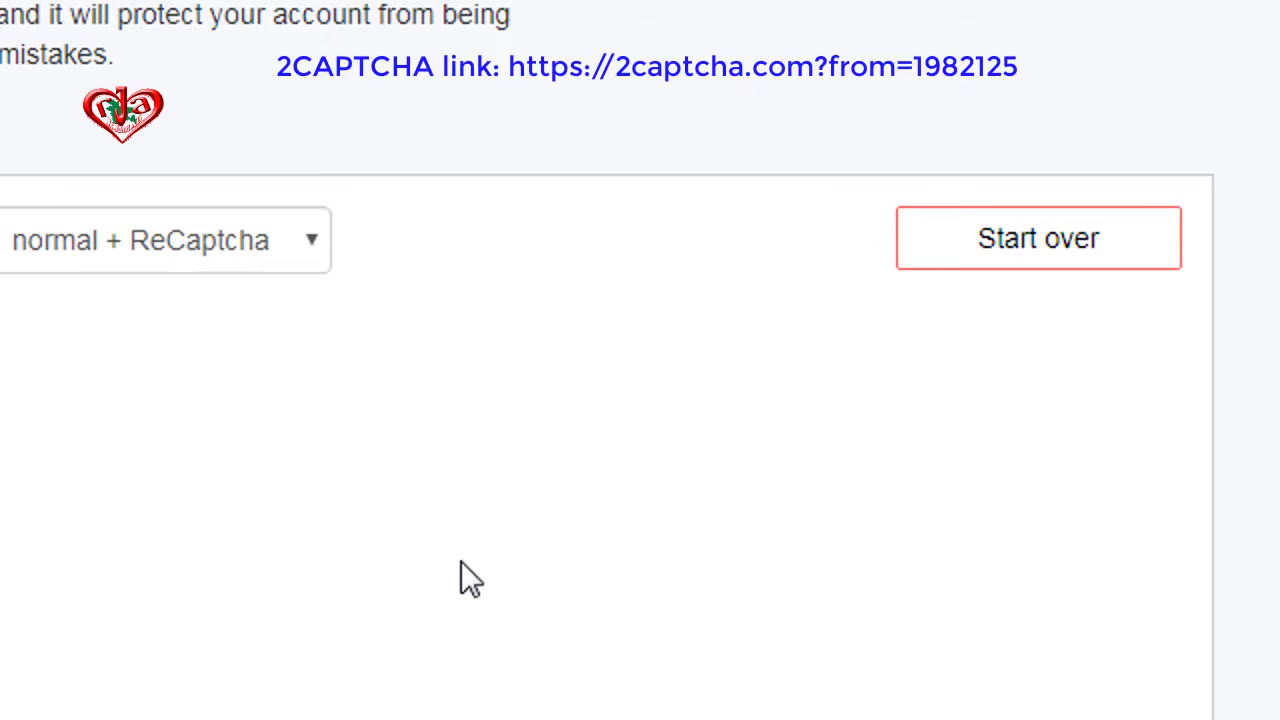 and it will protect your account from being
mistakes.
2CAPTCHA link: https://2captcha.com?from=1982125
rja
normal + ReCaptcha
Start over